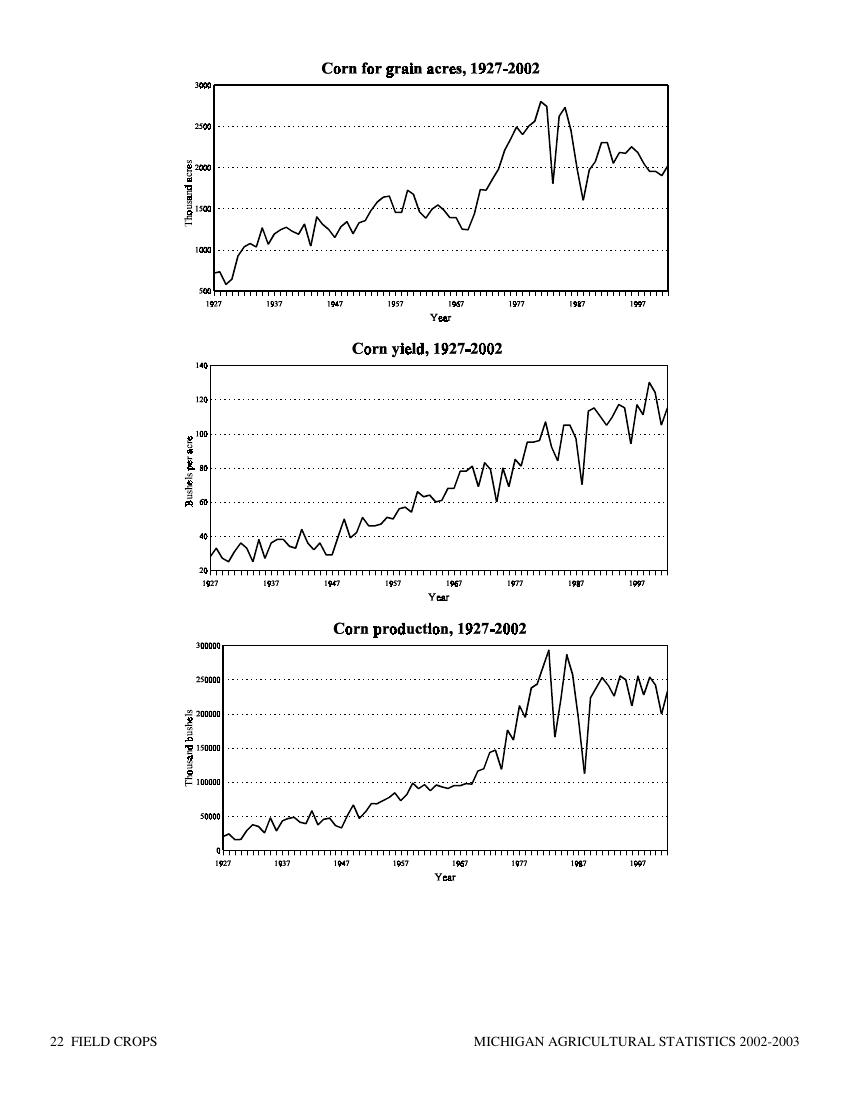 Corn for grain acres, 1927-2002
3000
2500
2000
1500
1000
500
Thousand acres
1927 1937 1947 1957 1967 1977 1987 1997
Year
Corn yield, 1927-2002
140
120
100
80
60
40
20
Bushels per acre
1927 1937 1947 1957 1967 1977 1987 1997
Year
Corn production, 1927-2002
300000
250000
200000
150000
100000
50000
0
Thousand bushels
1927 1937 1947 1957 1967 1977 1987 1997
Year
22 FIELD CROPS MICHIGAN AGRICULTURAL STATISTICS 2002-2003